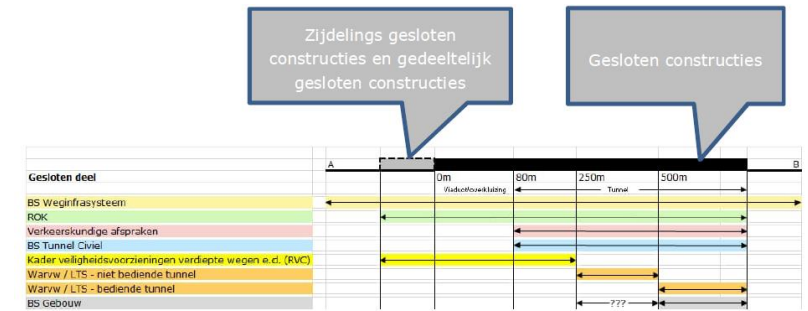 Zijdelings gesloten
constructies en gedeeltelijk
gesloten constructies
Gesloten constructies
A B
Gesloten deel 0m 80m 250m 500m
Viaduct/overkluizing Tunnel
BS Weginfrasysteem
ROK
Verkeerskundige afspraken
BS Tunnel Civiel
Kader veiligheidsvoorzieningen verdiepte wegen e.d. (RVC)
Warvw / LTS - niet bediende tunnel
Warvw / LTS - bediende tunnel
BS Gebouw ???